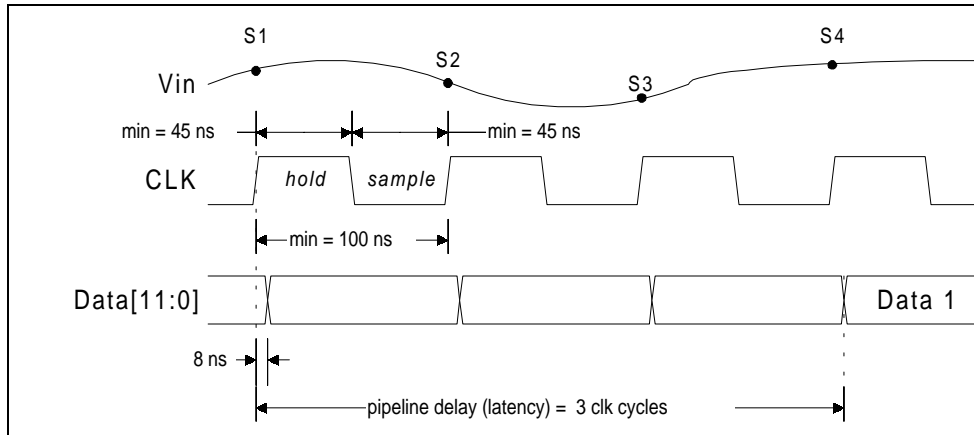 S1
S2
S3
S4
Vin
min = 45 ns
min = 45 ns
CLK
hold
sample
min = 100 ns
Data[11:0]
Data 1
8 ns
pipeline delay (latency) = 3 clk cycles